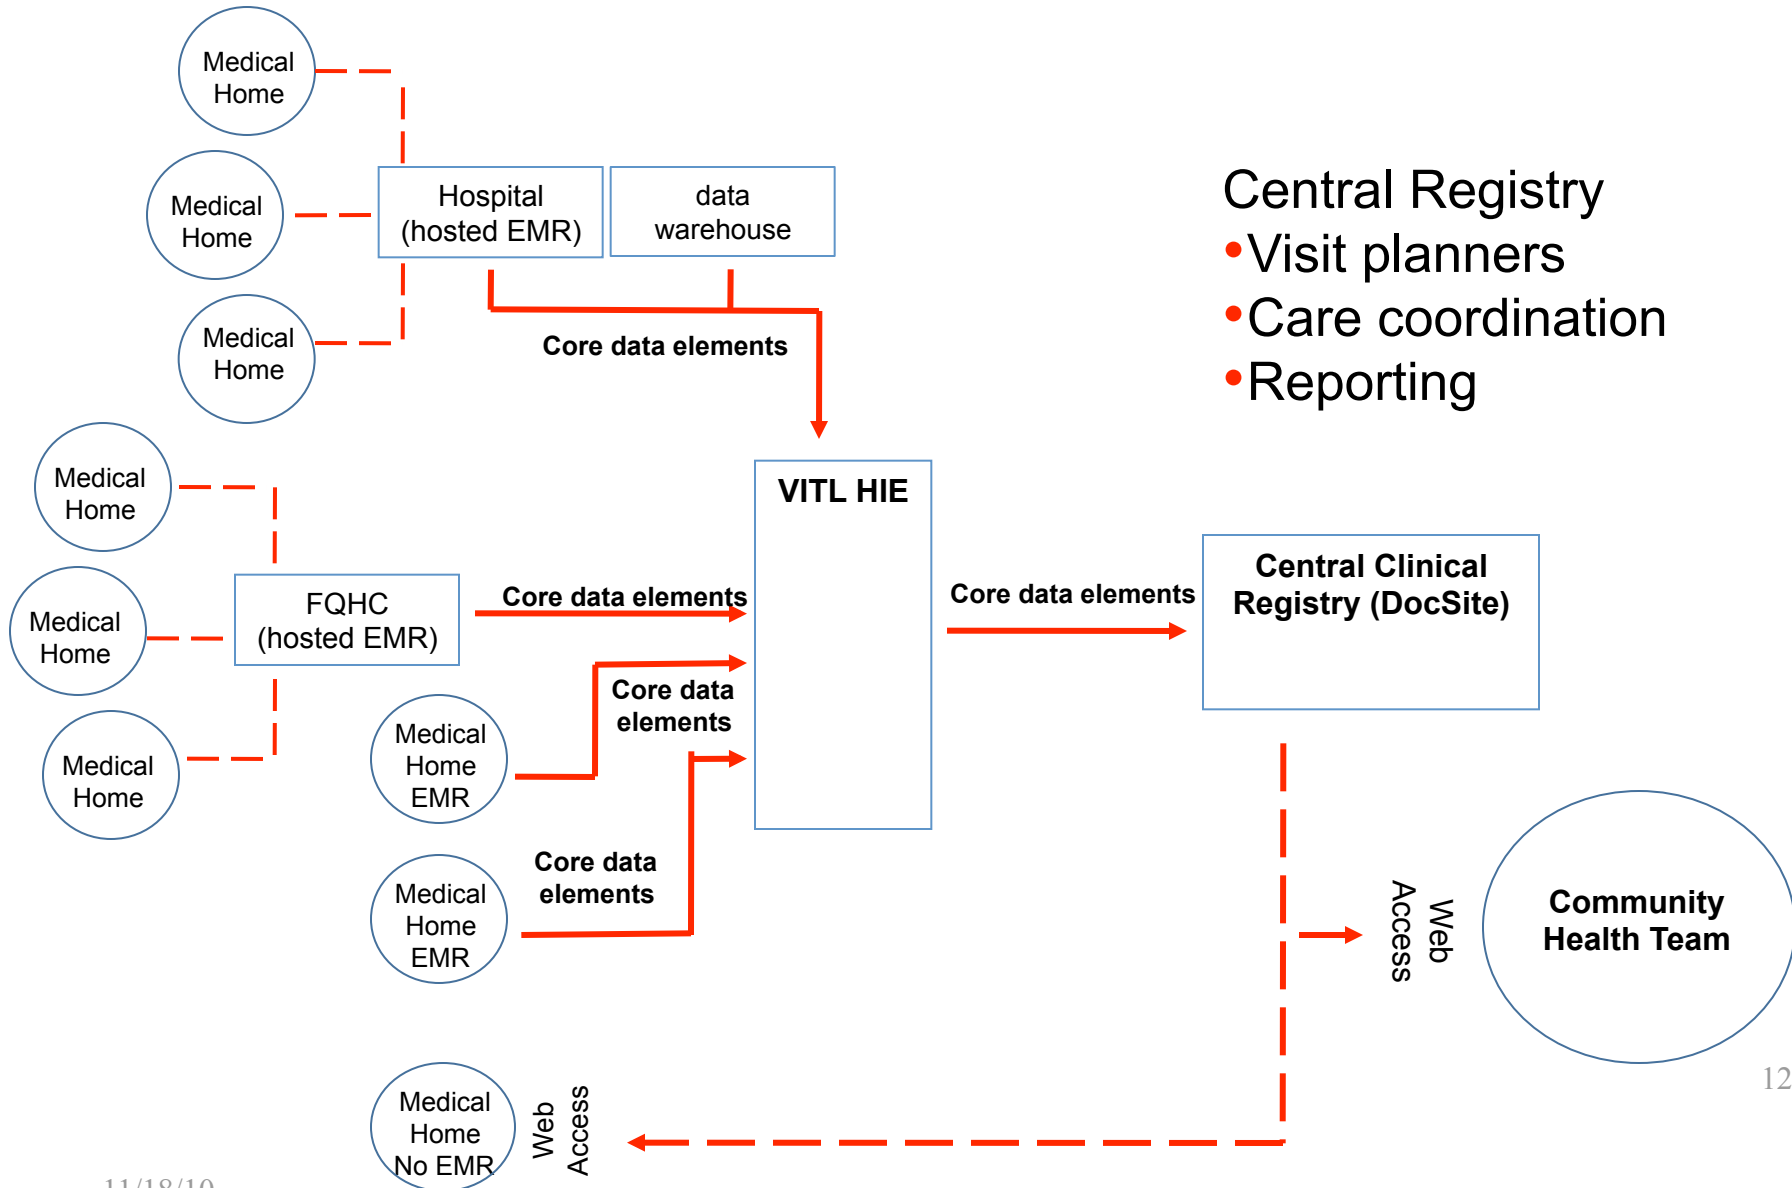 Medical
Home
Medical
Home
Medical
Home
Hospital
(hosted EMR)
data
warehouse
Core data elements
Central Registry
•Visit planners
•Care coordination
•Reporting
Medical
Home
Medical
Home
Medical
Home
FQHC
(hosted EMR)
Core data elements
VITL HIE
Core data elements
Central Clinical
Registry (DocSite)
Medical
Home
EMR
Core data
elements
Medical
Home
EMR
Core data
elements
Web
Access
Community
Health Team
Medical
Home
No EMR
Web
Access
12
11/18/10